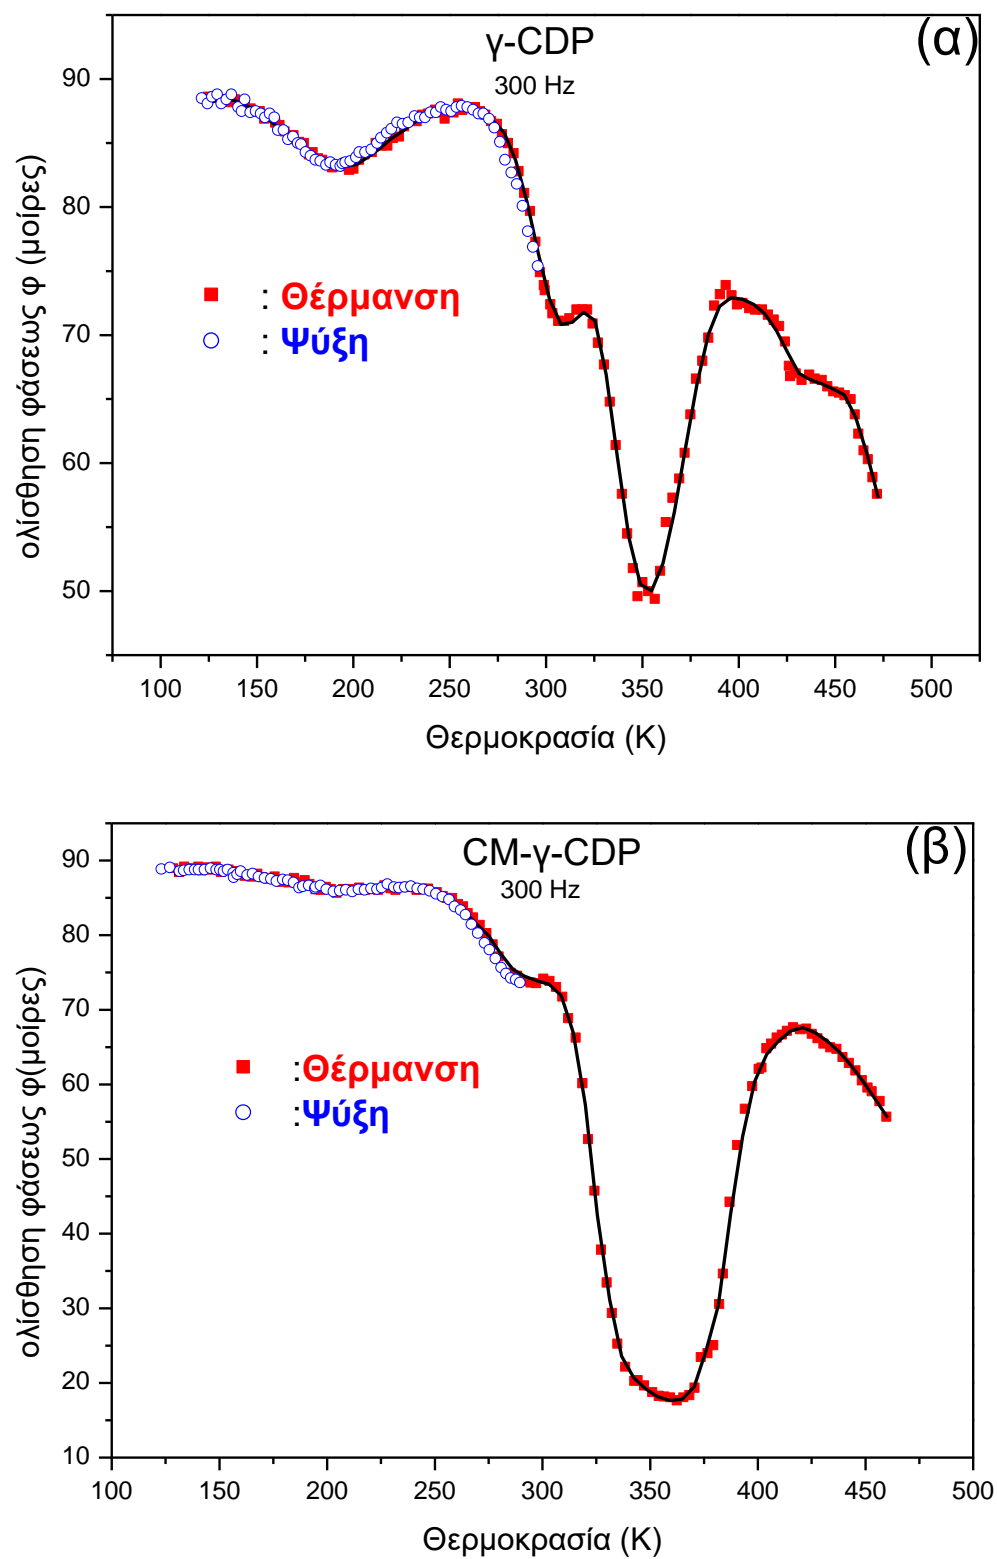 γ-CDP
(α)
300 Hz
90
80
70
60
50
ολίσθηση φάσεως φ (μοίρες)
: Θέρμανση
: Ψύξη
100 150 200 250 300 350 400 450 500
Θερμοκρασία (K)
CM-γ-CDP
(β)
300 Hz
90
80
70
60
50
40
30
20
10
ολίσθηση φάσεως φ(μοίρες)
:Θέρμανση
:Ψύξη
100 150 200 250 300 350 400 450 500
Θερμοκρασία (K)